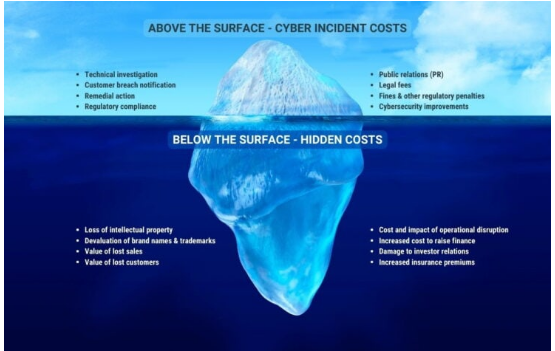 ABOVE THE SURFACE - CYBER INCIDENT COSTS
• Technical investigation
• Customer breach notification
• Remedial action
• Regulatory compliance
• Public relations (PR)
• Legal fees
• Fines & other regulatory penalties
• Cybersecurity improvements
BELOW THE SURFACE - HIDDEN COSTS
• Loss of intellectual property
• Devaluation of brand names & trademarks
• Value of lost sales
• Value of lost customers
• Cost and impact of operational disruption
• Increased cost to raise finance
• Damage to investor relations
• Increased insurance premiums